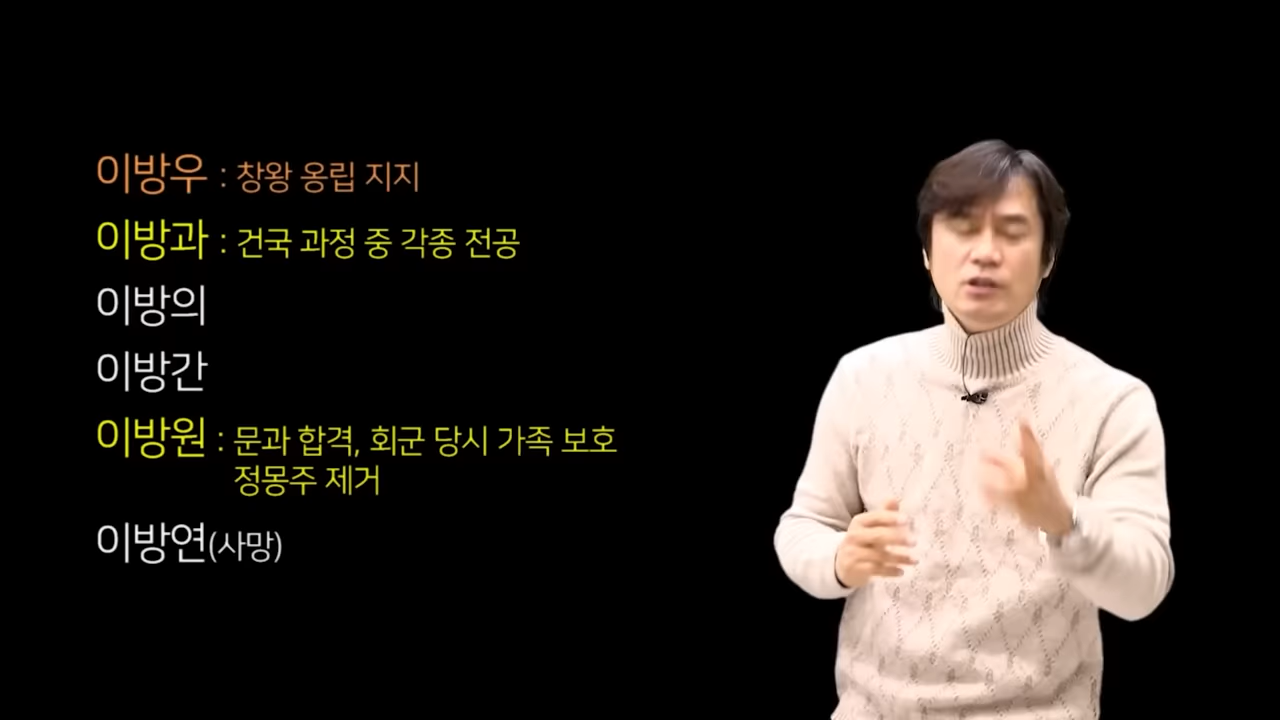 이방우 : 창왕 옹립 지지
이방과 : 건국 과정 중 각종 전공
이방의
이방간
이방원 : 문과 합격, 회군 당시 가족 보호
정몽주 제거
이방연(사망)